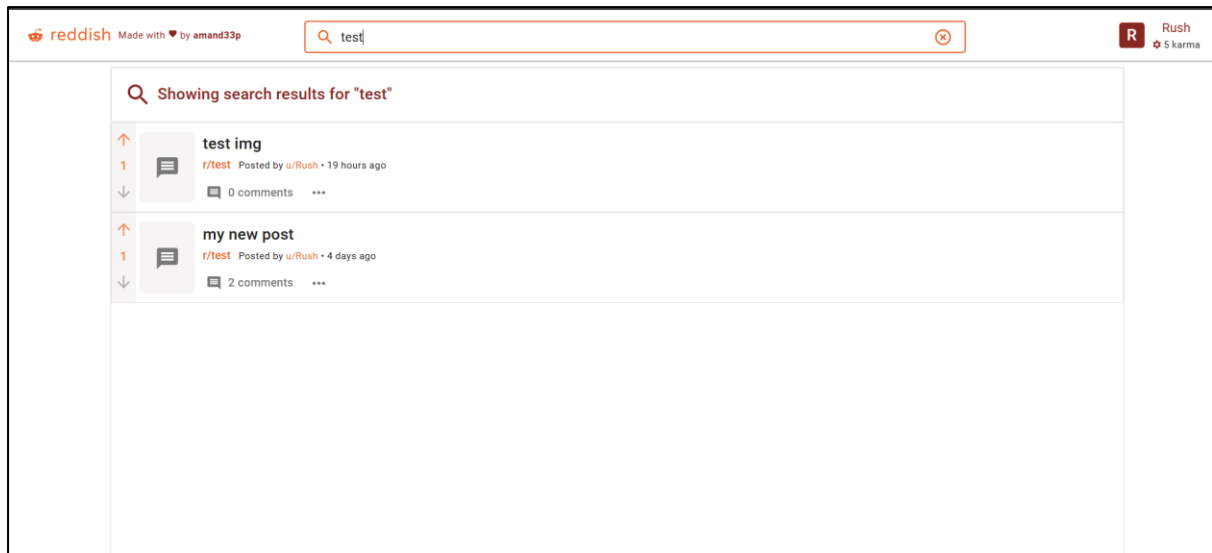 reddish Made with ♥ by amand33p
test
R
Rush
5 karma
Showing search results for "test"
1
test img
r/test Posted by u/Rush • 19 hours ago
0 comments •••
1
my new post
r/test Posted by u/Rush • 4 days ago
2 comments •••